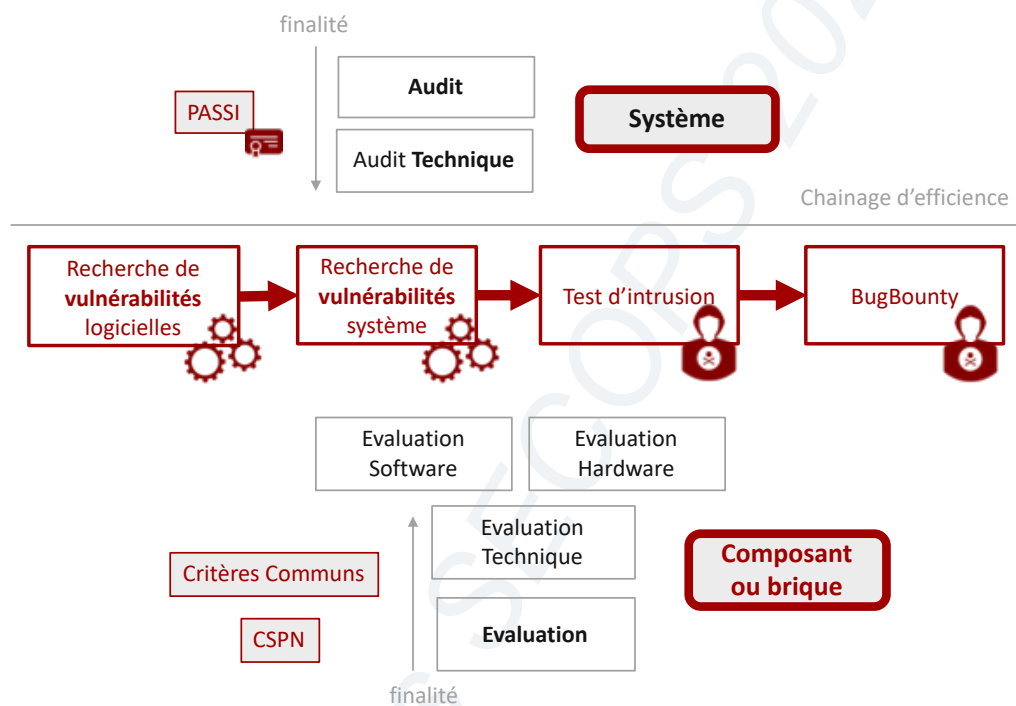 finalité
Audit
PASSI
Système
Audit Technique
Chainage d'efficience
Recherche de
vulnérabilités
logicielles
Recherche de
vulnérabilités
système
Test d'intrusion
BugBounty
Evaluation
Software
Evaluation
Hardware
Evaluation
Technique
Critères Communs
Composant
ou brique
CSPN
Evaluation
finalité
SECOPS